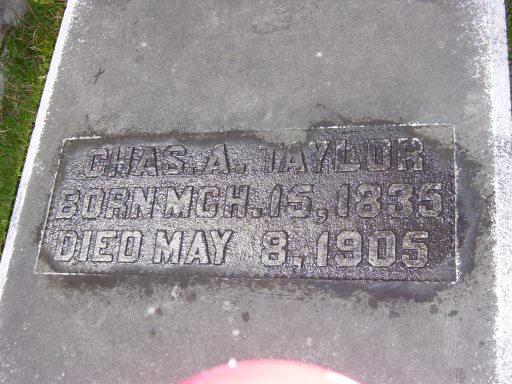 CHAS. A. TAYLOR
BORN MCH. 15, 1835
DIED MAY 8, 1905